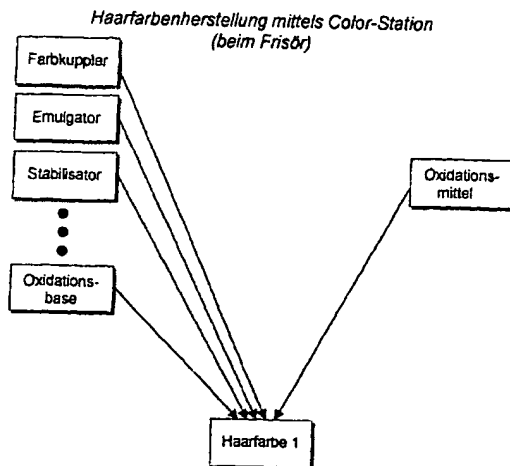 Haarfarbenherstellung mittels Color-Station
(beim Frisör)
Farbkuppler
Emulgator
Stabilisator
Oxidations-
base
Oxidations-
mittel
Haarfarbe 1